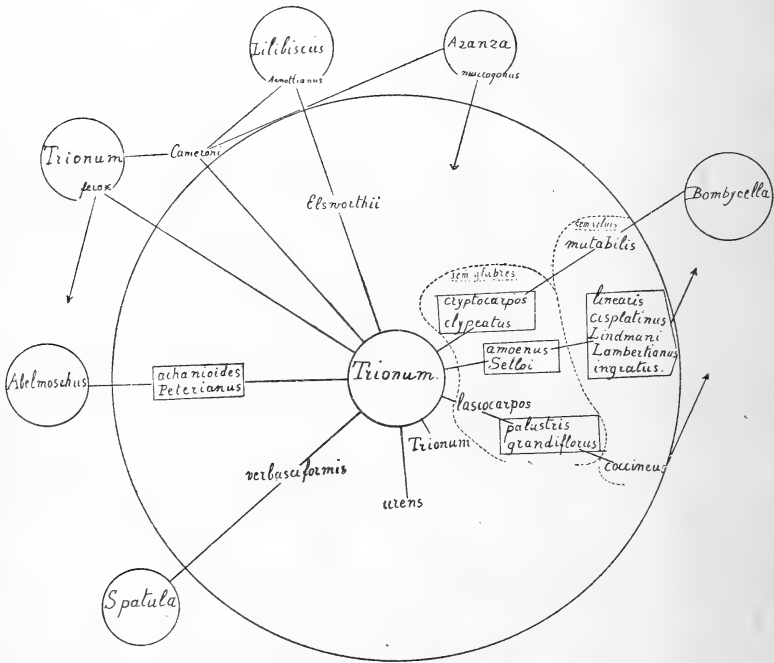 Lilibiscus
Arnottianus
Azanza
Trionum
ferox
Cameroni
Elsworthii
Bombycella
mutabilis
sem glabres
cryptocarpos
clypeatus
linearis
cisplatinus
Lindmani
Lambertianus
ingratus.
amoenus
Selloi
Trionum.
Abelmoschus
achanioides
Peterianus
lasiocarpos
palustris
grandiflorus
Trionum
coccineus
verbasciformis
urens
Spatula